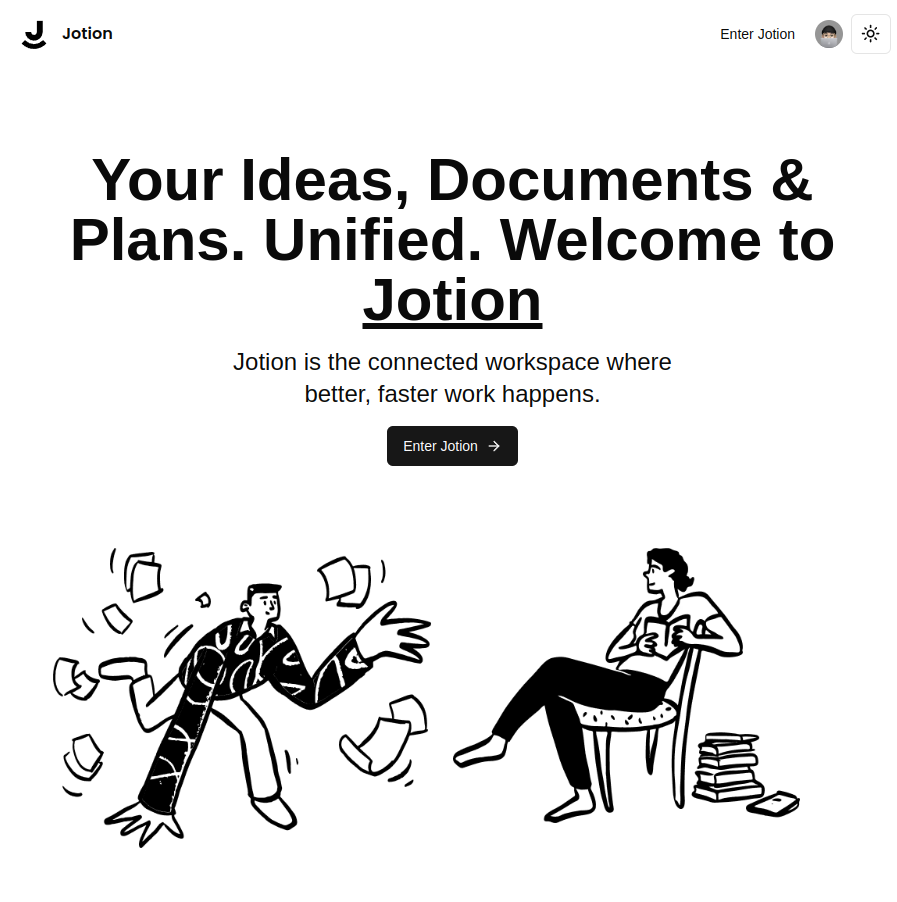 Jotion
Enter Jotion
Your Ideas, Documents &
Plans. Unified. Welcome to
Jotion
Jotion is the connected workspace where
better, faster work happens.
Enter Jotion